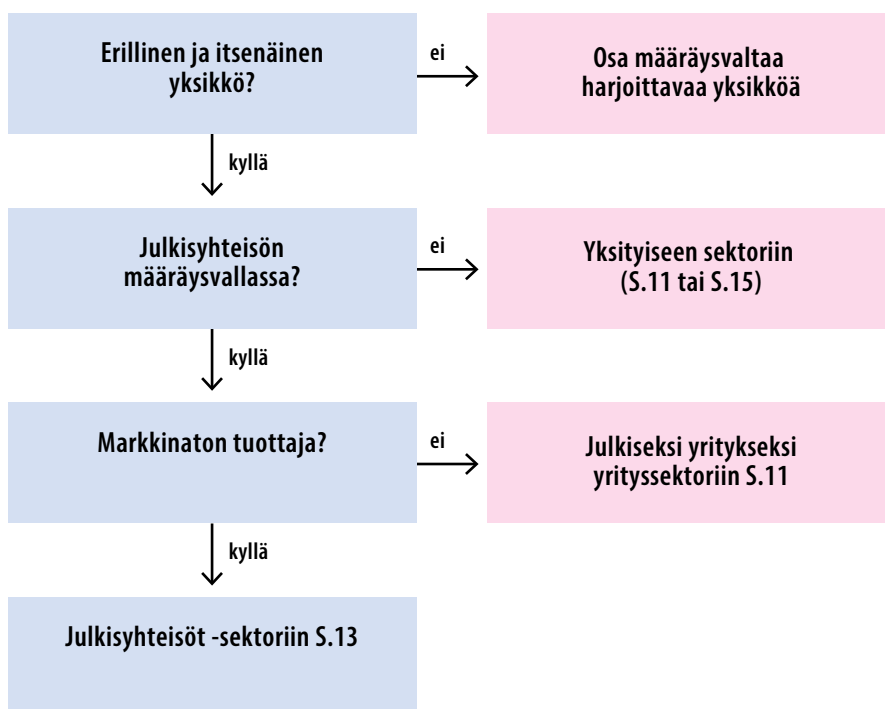 Erillinen ja itsenäinen
yksikkö?
ei
Osa määräysvaltaa
harjoittavaa yksikköä
kyllä
Julkisyhteisön
määräysvallassa?
ei
Yksityiseen sektoriin
(S.11 tai S.15)
kyllä
Markkinaton tuottaja?
ei
Julkiseksi yritykseksi
yrityssektoriin S.11
kyllä
Julkisyhteisöt -sektoriin S.13